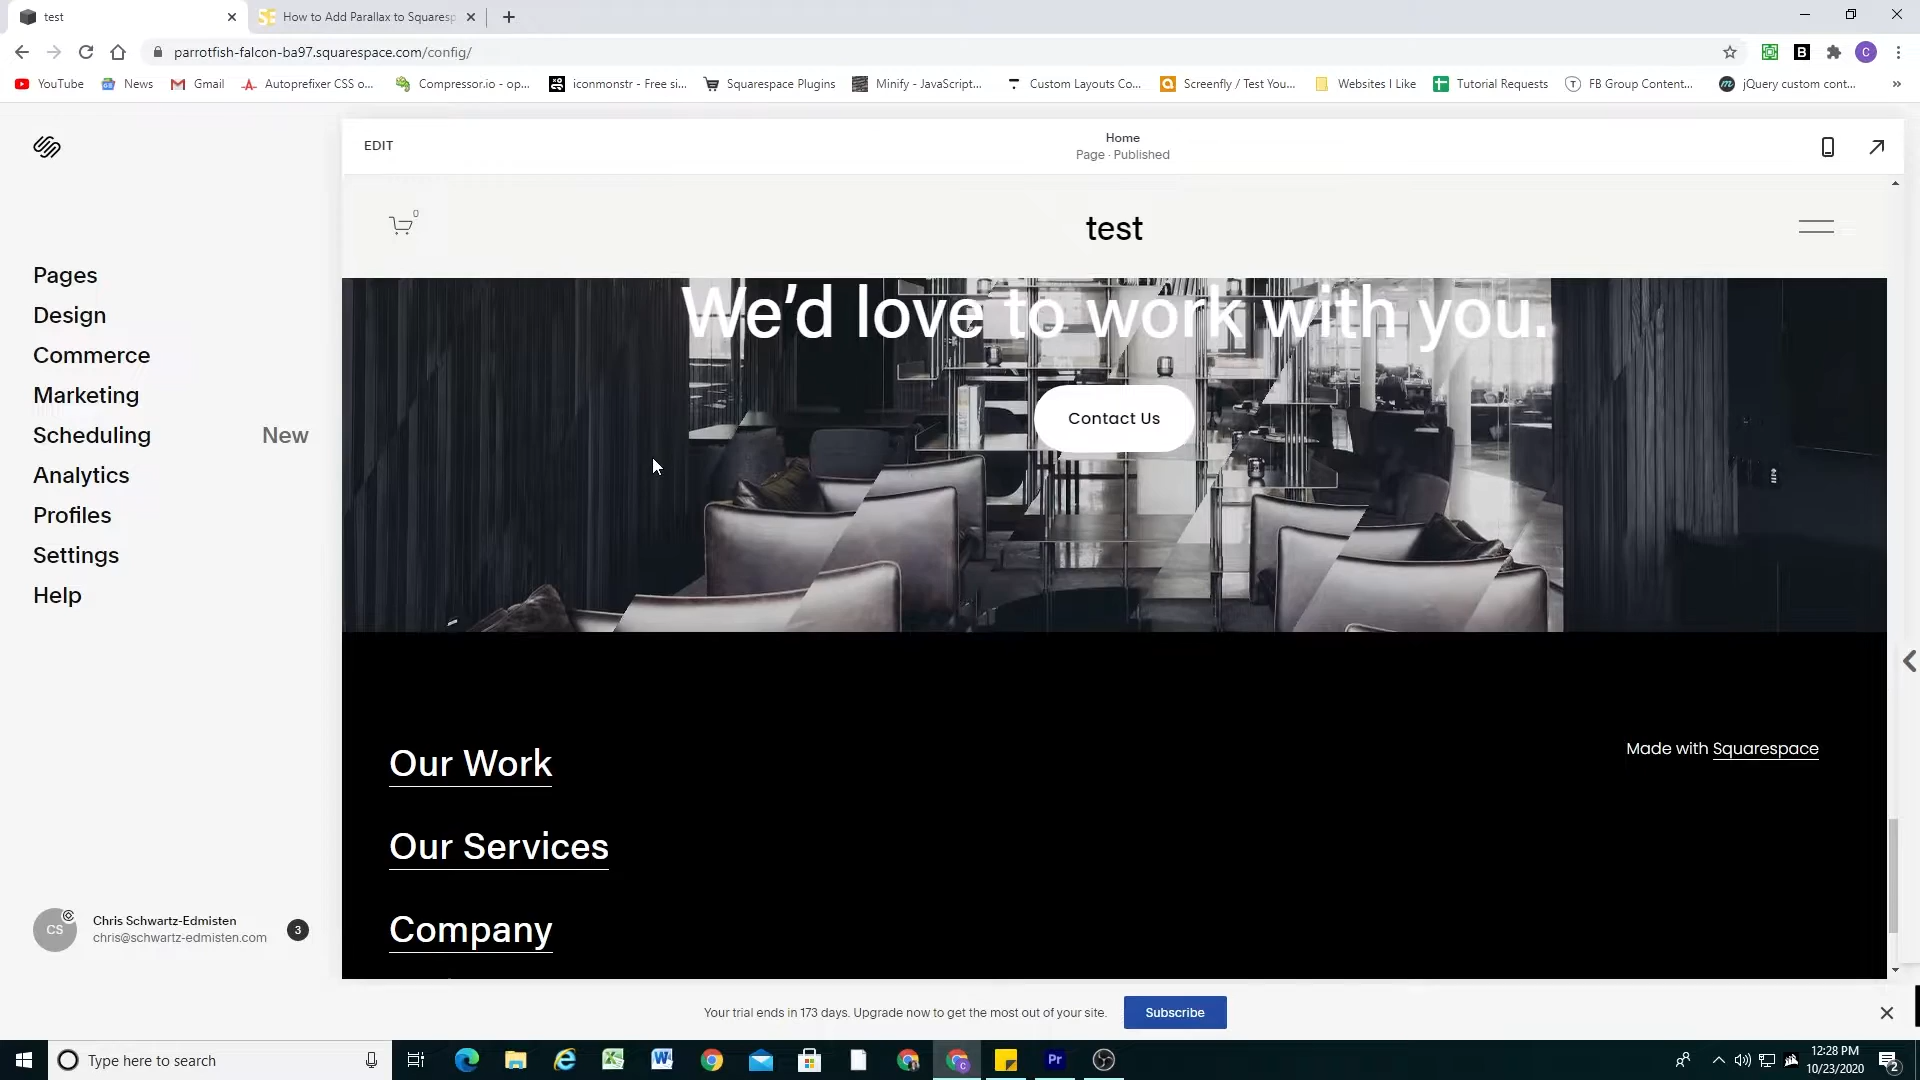 test
How to Add Parallax to Squaresp
parrotfish-falcon-ba97.squarespace.com/config/
C
YouTube
News
Gmail
Autoprefixer CSS o...
Compressor.io - op...
iconmonstr - Free si...
Squarespace Plugins
Minify - JavaScript...
Custom Layouts Co...
Screenfly / Test You...
Websites I Like
Tutorial Requests
FB Group Content...
jQuery custom cont...
EDIT
Home
Page · Published
0
test
Pages
Design
Commerce
Marketing
Scheduling New
Analytics
Profiles
Settings
Help
We'd love to work with you.
Contact Us
Our Work
Our Services
Company
Made with Squarespace
CS
Chris Schwartz-Edmisten
chris@schwartz-edmisten.com
3
Your trial ends in 173 days. Upgrade now to get the most out of your site.
Subscribe
Type here to search
Pr
12:28 PM
10/23/2020
2